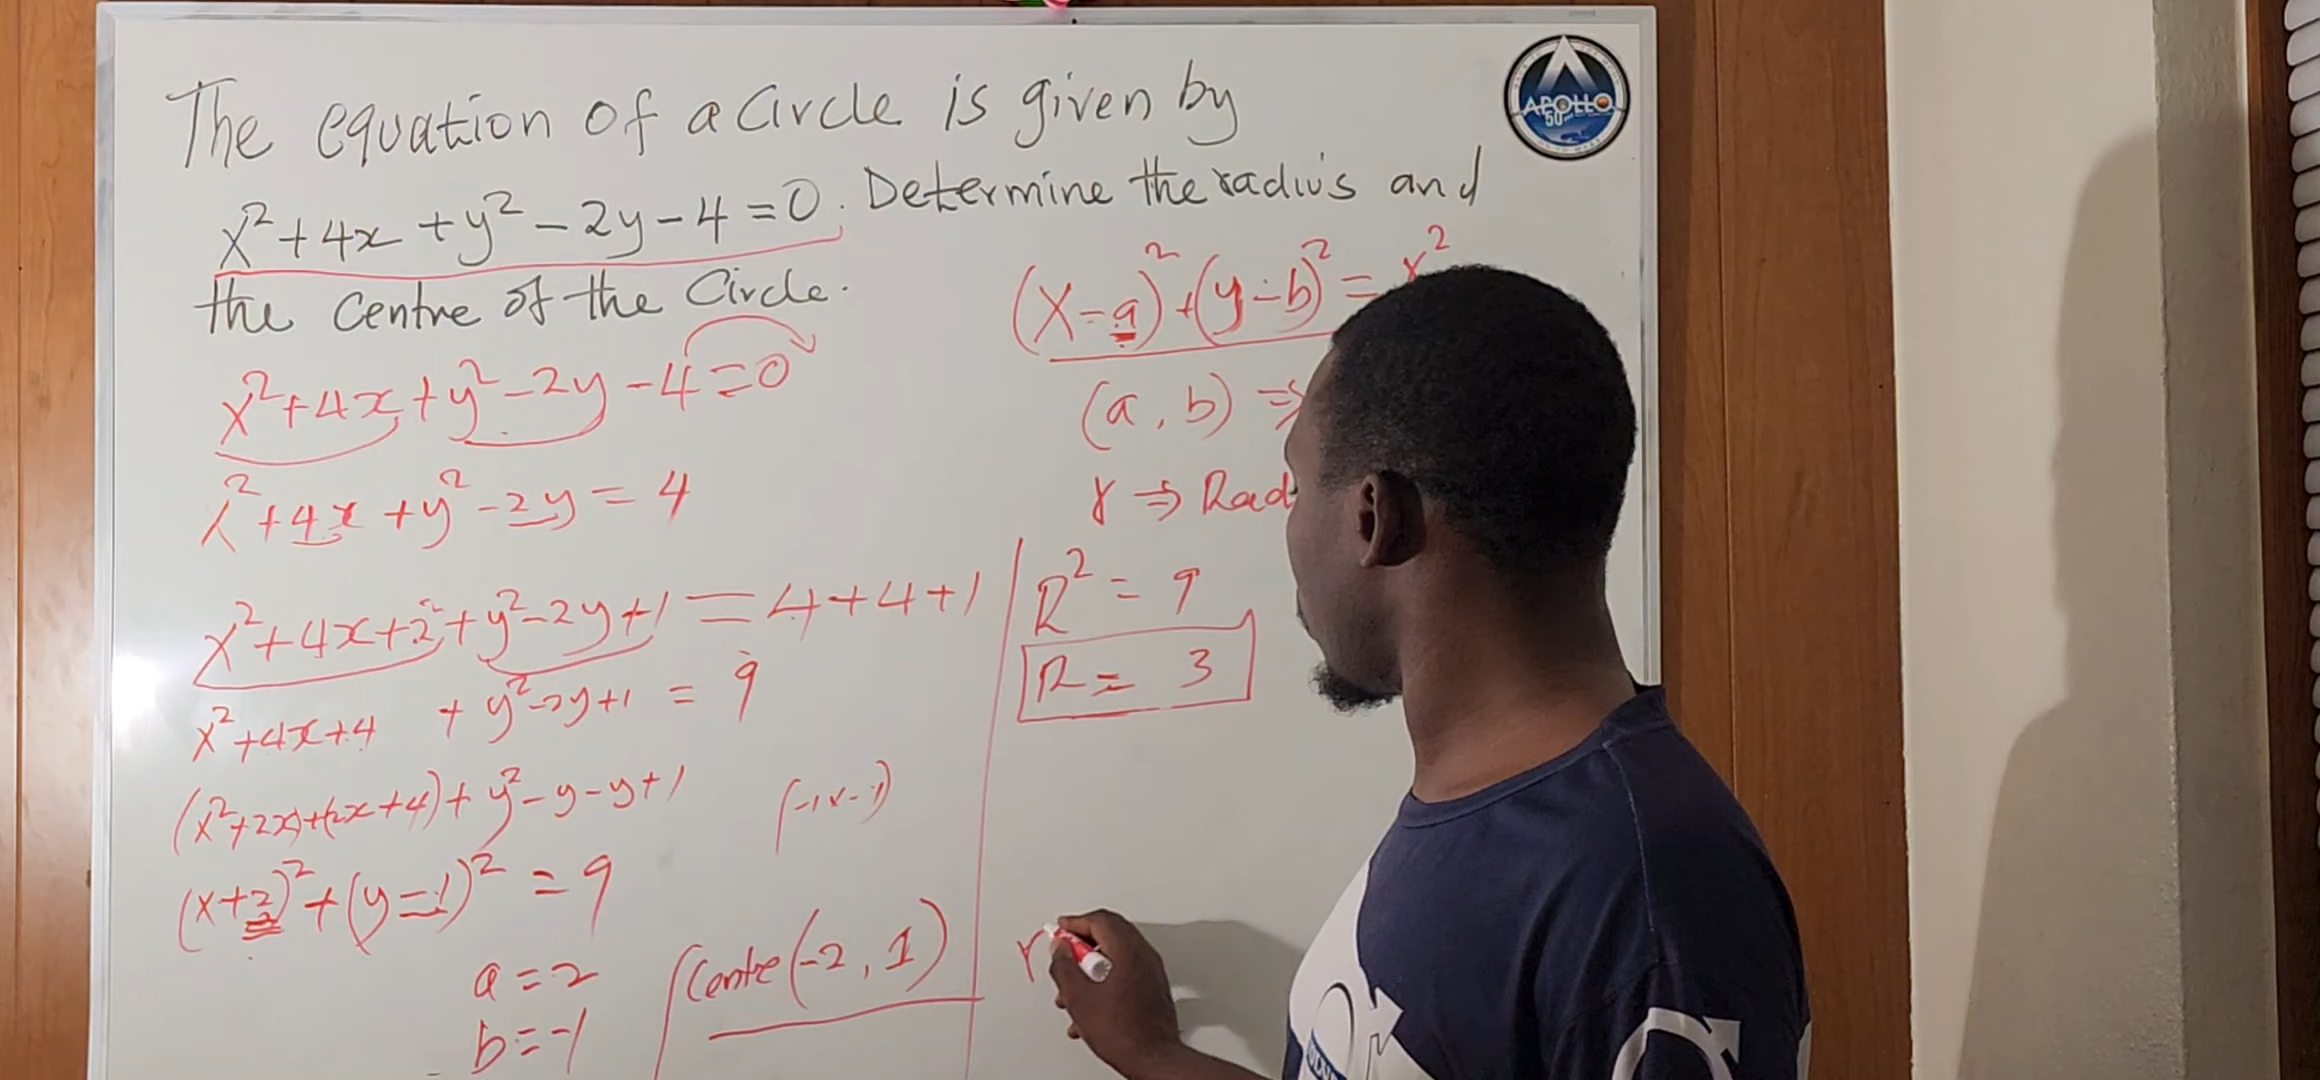 The equation of a Circle is given by
x²+4x+y²-2y-4=0. Determine the radius and
the Centre of the Circle.
x²+4x+y²-2y-4=0
x²+4x+y²-2y=4
x²+4x+2²+y²-2y+1=4+4+1
x²+4x+4 + y²-2y+1 = 9
(x²+2x)+(2x+4)+y²-y-y+1
(-1x-1)
(x+2)²+(y-1)²=9
a=2
b=-1
Centre(-2, 1)
(x-a)²+(y-b)²=r²
(a, b) ⇒
r ⇒ Rad
R² = 9
R = 3
r
APOLLO
50